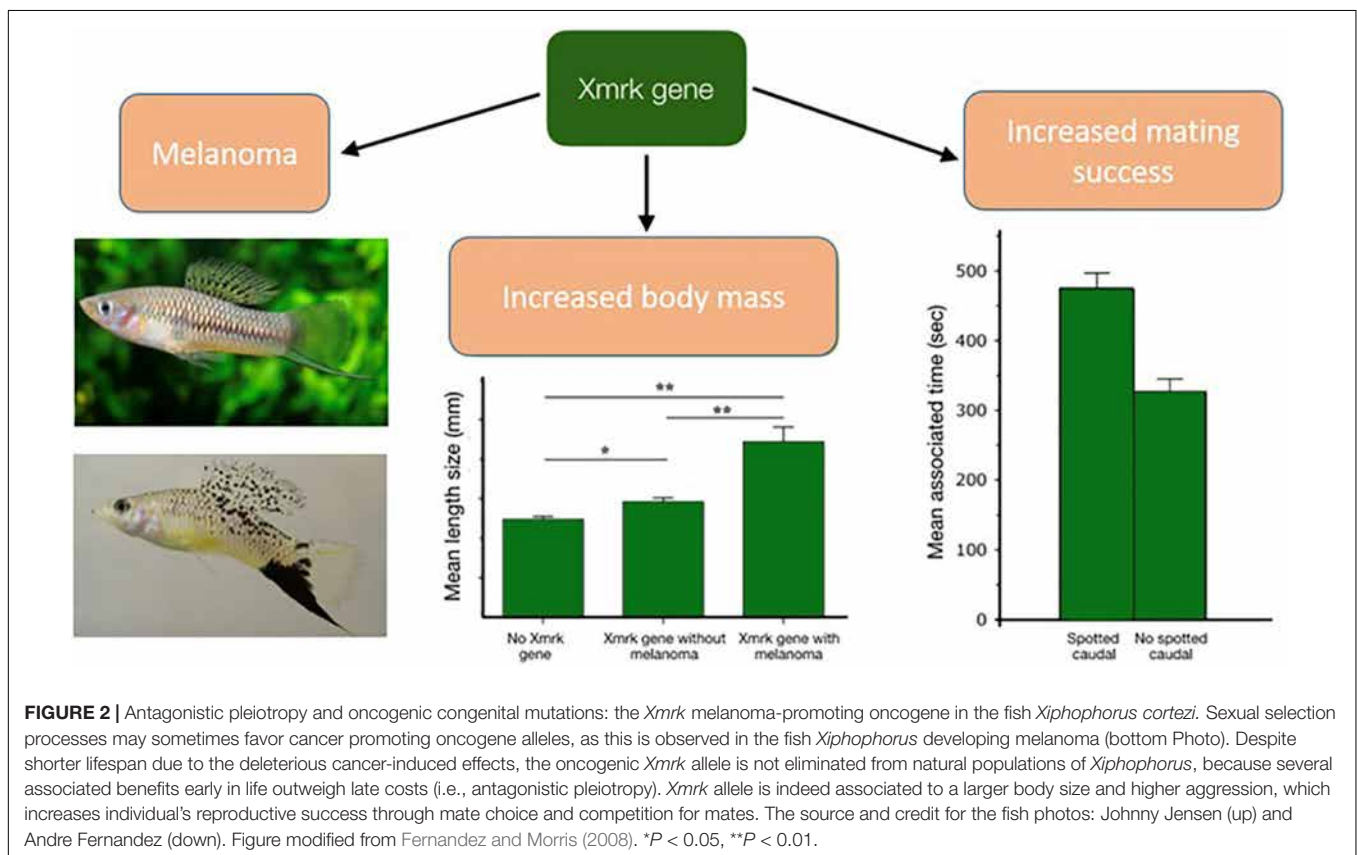 Xmrk gene
Melanoma
Increased mating
success
Increased body mass
Mean length size (mm)
**
**
*
No Xmrk
gene
Xmrk gene without
melanoma
Xmrk gene with
melanoma
Mean associated time (sec)
500
400
300
200
100
0
Spotted
caudal
No spotted
caudal
FIGURE 2 | Antagonistic pleiotropy and oncogenic congenital mutations: the Xmrk melanoma-promoting oncogene in the fish Xiphophorus cortezi. Sexual selection
processes may sometimes favor cancer promoting oncogene alleles, as this is observed in the fish Xiphophorus developing melanoma (bottom Photo). Despite
shorter lifespan due to the deleterious cancer-induced effects, the oncogenic Xmrk allele is not eliminated from natural populations of Xiphophorus, because several
associated benefits early in life outweigh late costs (i.e., antagonistic pleiotropy). Xmrk allele is indeed associated to a larger body size and higher aggression, which
increases individual's reproductive success through mate choice and competition for mates. The source and credit for the fish photos: Johnny Jensen (up) and
Andre Fernandez (down). Figure modified from Fernandez and Morris (2008). *P < 0.05, **P < 0.01.